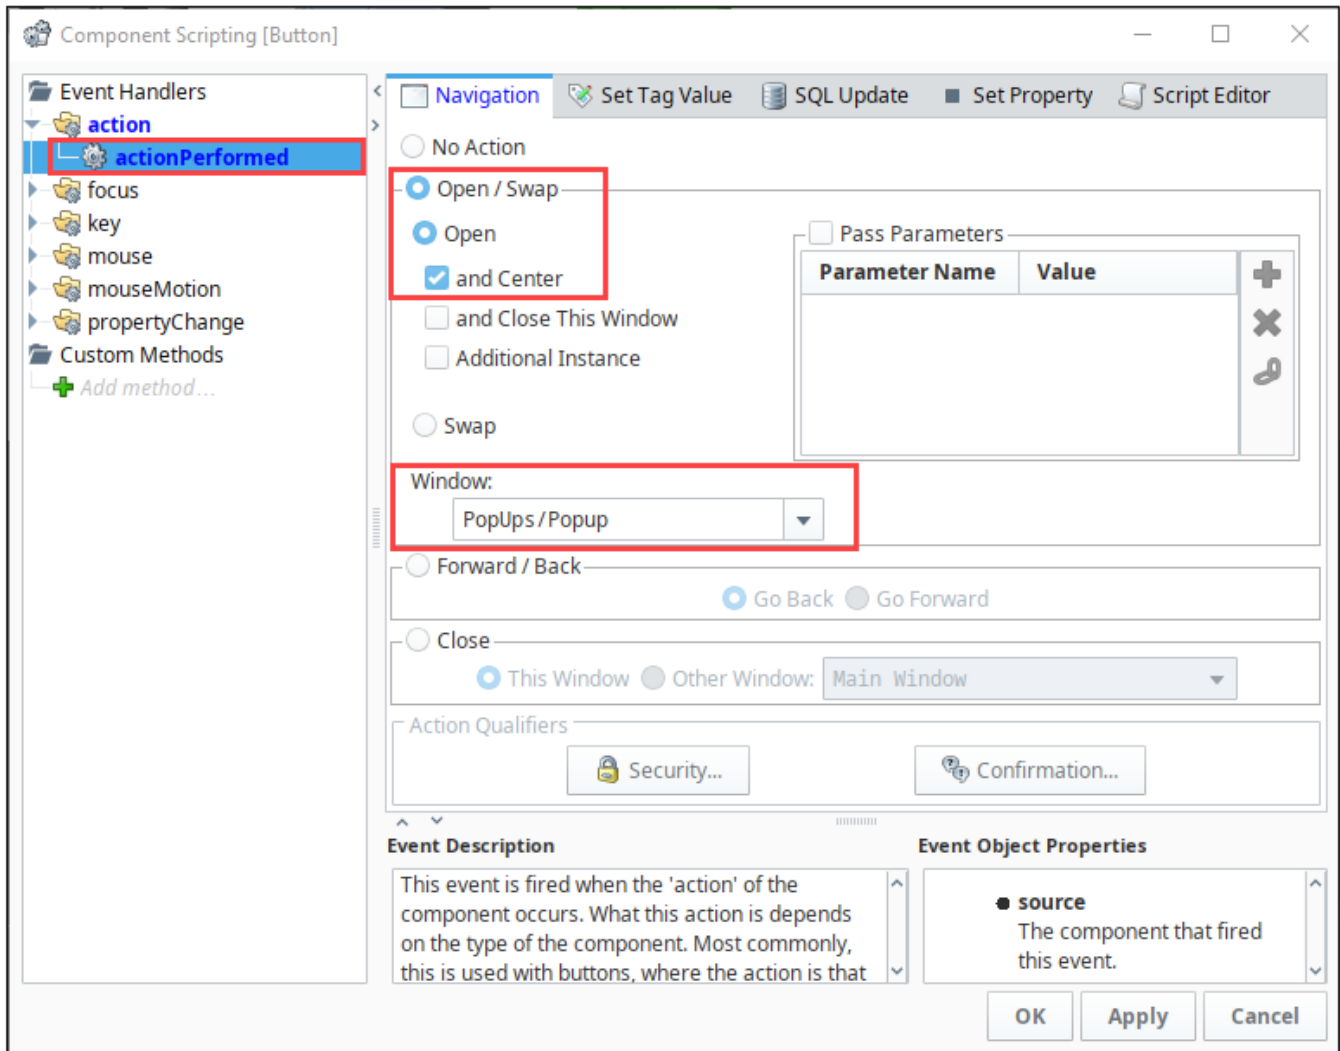 Component Scripting [Button]
Event Handlers
action
actionPerformed
focus
key
mouse
mouseMotion
propertyChange
Custom Methods
Add method...
Navigation
Set Tag Value
SQL Update
Set Property
Script Editor
No Action
Open / Swap
Open
and Center
and Close This Window
Additional Instance
Swap
Pass Parameters
Parameter Name Value
Window:
PopUps/Popup
Forward / Back
Go Back Go Forward
Close
This Window Other Window: Main Window
Action Qualifiers
Security... Confirmation...
Event Description
This event is fired when the 'action' of the
component occurs. What this action is depends
on the type of the component. Most commonly,
this is used with buttons, where the action is that
Event Object Properties
source
The component that fired
this event.
OK Apply Cancel